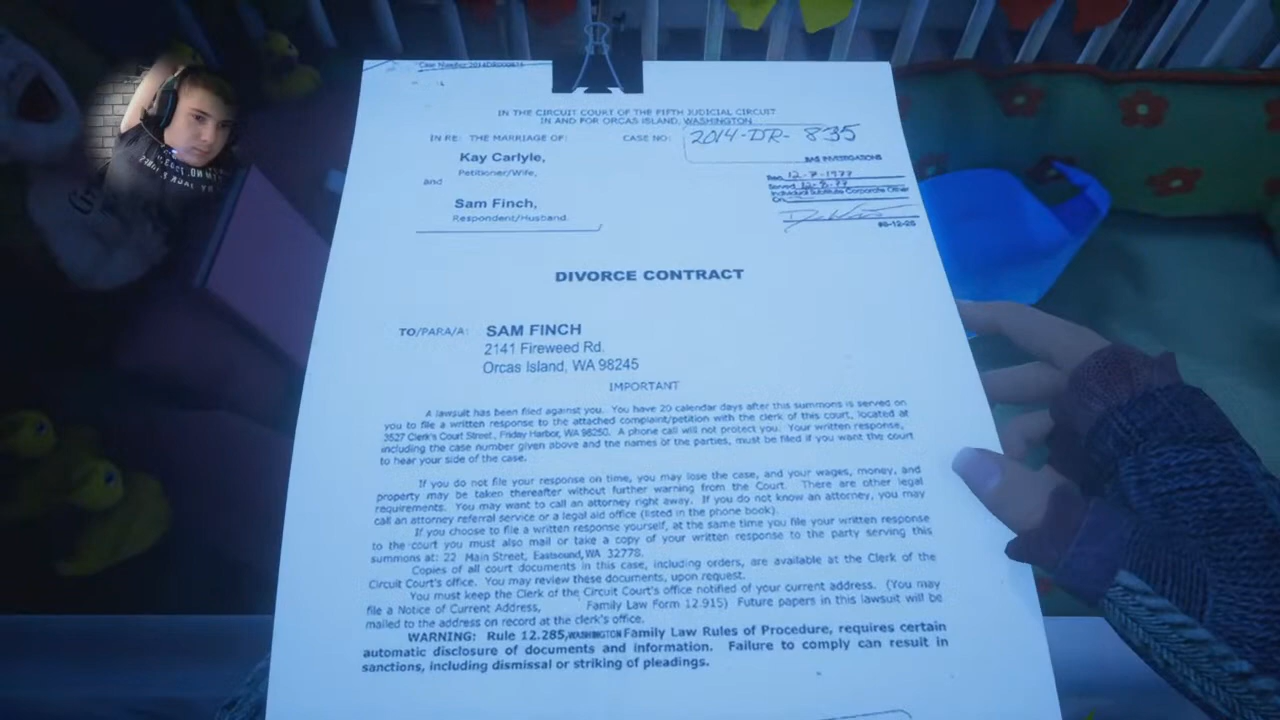 Case Number 2014DR000835
IN THE CIRCUIT COURT OF THE FIFTH JUDICIAL CIRCUIT
IN AND FOR ORCAS ISLAND, WASHINGTON
IN RE: THE MARRIAGE OF: CASE NO: 2014-DR- 835
Kay Carlyle,
Petitioner/Wife,
and
Sam Finch,
Respondent/Husband.
INVESTIGATIONS
12-7-1977
Served
Individual Substitute Corporate Other
DIVORCE CONTRACT
TO/PARA/A: SAM FINCH
2141 Fireweed Rd.
Orcas Island, WA 98245
IMPORTANT
A lawsuit has been filed against you. You have 20 calendar days after this summons is served on
you to file a written response to the attached complaint/petition with the clerk of this court, located at
3527 Clerk's Court Street, Friday Harbor, WA 98250. A phone call will not protect you. Your written response,
including the case number given above and the names of the parties, must be filed if you want the court
to hear your side of the case.
If you do not file your response on time, you may lose the case, and your wages, money, and
property may be taken thereafter without further warning from the Court. There are other legal
requirements. You may want to call an attorney right away. If you do not know an attorney, you may
call an attorney referral service or a legal aid office (listed in the phone book).
If you choose to file a written response yourself, at the same time you file your written response
to the court you must also mail or take a copy of your written response to the party serving this
summons at: 22 Main Street, Eastsound, WA 32778.
Copies of all court documents in this case, including orders, are available at the Clerk of the
Circuit Court's office. You may review these documents, upon request.
You must keep the Clerk of the Circuit Court's office notified of your current address. (You may
file a Notice of Current Address, Family Law Form 12.915) Future papers in this lawsuit will be
mailed to the address on record at the clerk's office.
WARNING: Rule 12.285, WASHINGTON Family Law Rules of Procedure, requires certain
automatic disclosure of documents and information. Failure to comply can result in
sanctions, including dismissal or striking of pleadings.